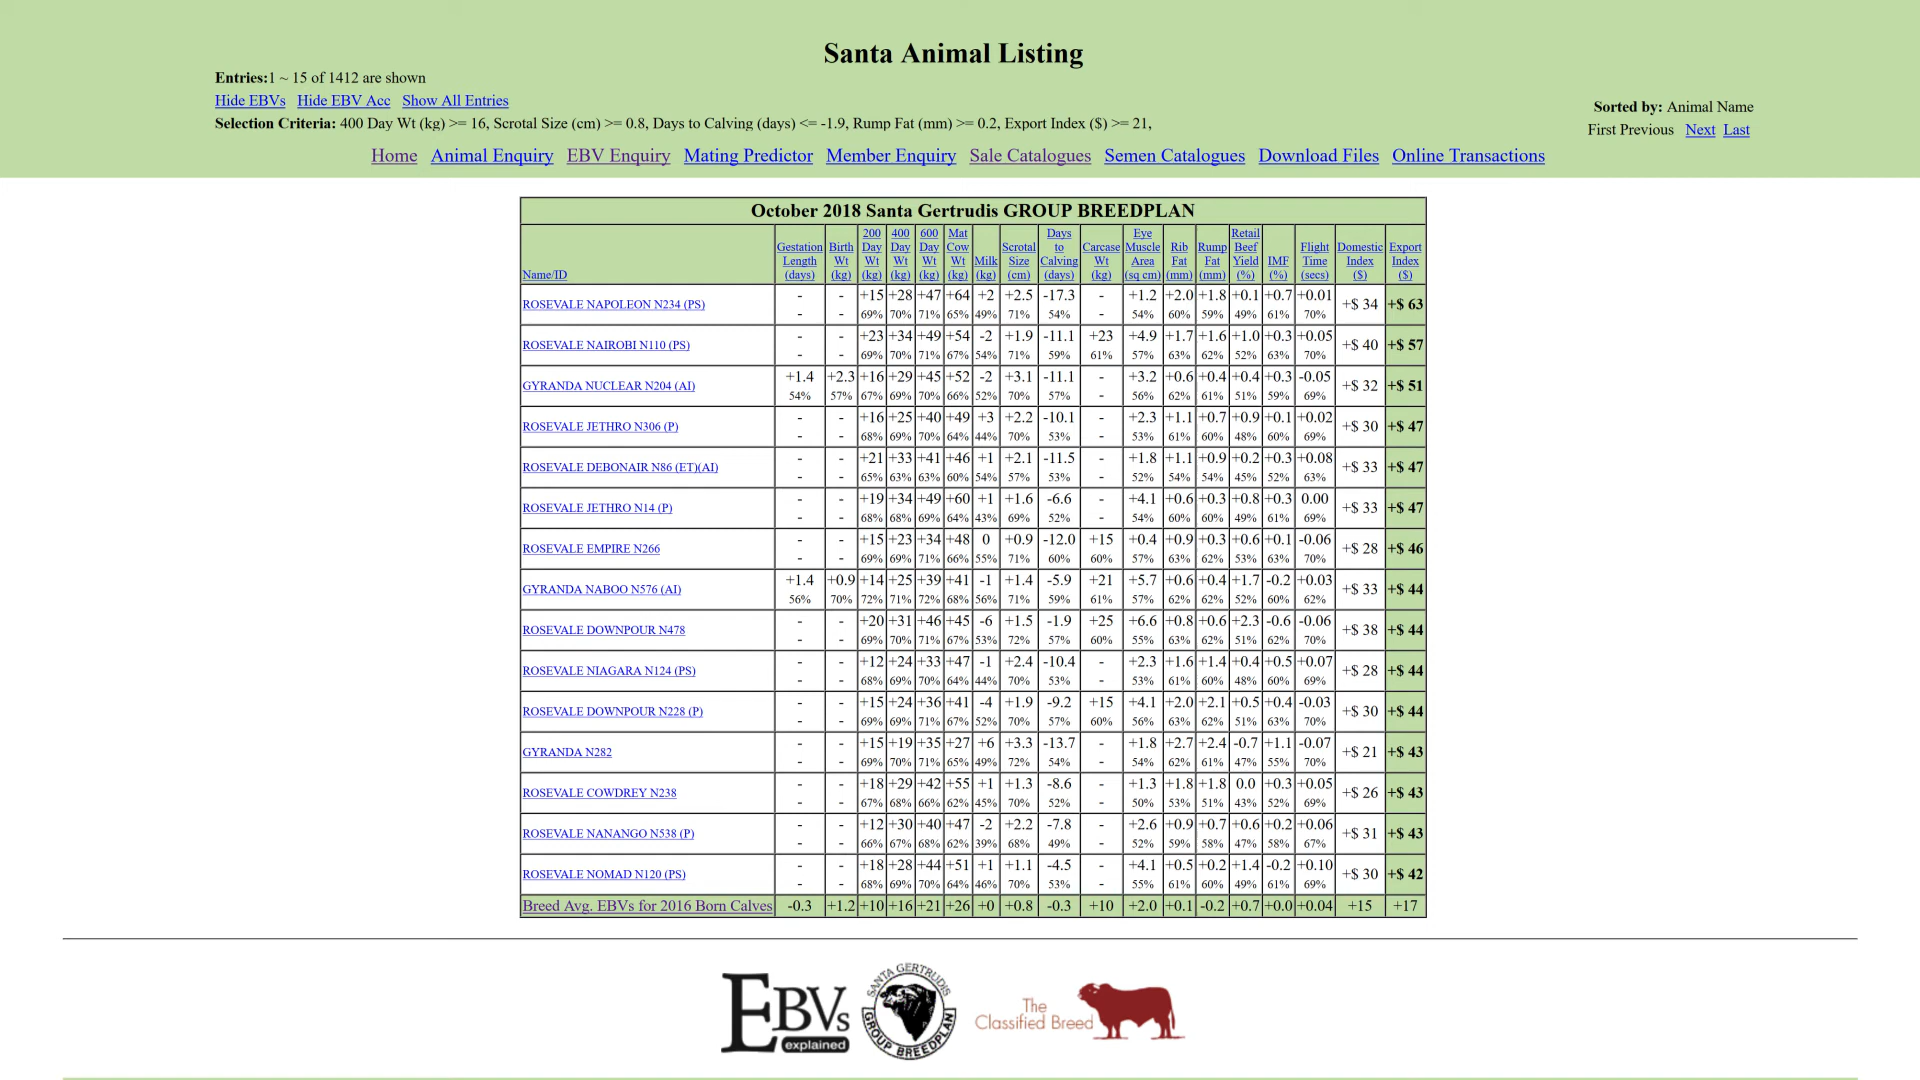 Santa Animal Listing
Entries:1 ~ 15 of 1412 are shown
Hide EBVs Hide EBV Acc Show All Entries
Sorted by: Animal Name
Selection Criteria: 400 Day Wt (kg) >= 16, Scrotal Size (cm) >= 0.8, Days to Calving (days) <= -1.9, Rump Fat (mm) >= 0.2, Export Index ($) >= 21,
First Previous Next Last
Home Animal Enquiry EBV Enquiry Mating Predictor Member Enquiry Sale Catalogues Semen Catalogues Download Files Online Transactions
October 2018 Santa Gertrudis GROUP BREEDPLAN
Name/ID Gestation Length (days) Birth Wt (kg) 200 Day Wt (kg) 400 Day Wt (kg) 600 Day Wt (kg) Mat Cow Wt (kg) Milk (kg) Scrotal Size (cm) Days to Calving (days) Carcase Wt (kg) Eye Muscle Area (sq cm) Rib Fat (mm) Rump Fat (mm) Retail Beef Yield (%) IMF (%) Flight Time (secs) Domestic Index ($) Export Index ($)
ROSEVALE NAPOLEON N234 (PS) - - +15 +28 +47 +64 +2 +2.5 -17.3 - +1.2 +2.0 +1.8 +0.1 +0.7 +0.01 +$ 34 +$ 63
- - 69% 70% 71% 65% 49% 71% 54% - 54% 60% 59% 49% 61% 70%
ROSEVALE NAIROBI N110 (PS) - - +23 +34 +49 +54 -2 +1.9 -11.1 +23 +4.9 +1.7 +1.6 +1.0 +0.3 +0.05 +$ 40 +$ 57
- - 69% 70% 71% 67% 54% 71% 59% 61% 57% 63% 62% 52% 63% 70%
GYRANDA NUCLEAR N204 (AI) +1.4 +2.3 +16 +29 +45 +52 -2 +3.1 -11.1 - +3.2 +0.6 +0.4 +0.4 +0.3 -0.05 +$ 32 +$ 51
54% 57% 67% 69% 70% 66% 52% 70% 57% - 56% 62% 61% 51% 59% 69%
ROSEVALE JETHRO N306 (P) - - +16 +25 +40 +49 +3 +2.2 -10.1 - +2.3 +1.1 +0.7 +0.9 +0.1 +0.02 +$ 30 +$ 47
- - 68% 69% 70% 64% 44% 70% 53% - 53% 61% 60% 48% 60% 69%
ROSEVALE DEBONAIR N86 (ET)(AI) - - +21 +33 +41 +46 +1 +2.1 -11.5 - +1.8 +1.1 +0.9 +0.2 +0.3 +0.08 +$ 33 +$ 47
- - 65% 63% 63% 60% 54% 57% 53% - 52% 54% 54% 45% 52% 63%
ROSEVALE JETHRO N14 (P) - - +19 +34 +49 +60 +1 +1.6 -6.6 - +4.1 +0.6 +0.3 +0.8 +0.3 0.00 +$ 33 +$ 47
- - 68% 68% 69% 64% 43% 69% 52% - 54% 60% 60% 49% 61% 69%
ROSEVALE EMPIRE N266 - - +15 +23 +34 +48 0 +0.9 -12.0 +15 +0.4 +0.9 +0.3 +0.6 +0.1 -0.06 +$ 28 +$ 46
- - 69% 69% 71% 66% 55% 71% 60% 60% 57% 63% 62% 53% 63% 70%
GYRANDA NABOO N576 (AI) +1.4 +0.9 +14 +25 +39 +41 -1 +1.4 -5.9 +21 +5.7 +0.6 +0.4 +1.7 -0.2 +0.03 +$ 33 +$ 44
56% 70% 72% 71% 72% 68% 56% 71% 59% 61% 57% 62% 62% 52% 60% 62%
ROSEVALE DOWNPOUR N478 - - +20 +31 +46 +45 -6 +1.5 -1.9 +25 +6.6 +0.8 +0.6 +2.3 -0.6 -0.06 +$ 38 +$ 44
- - 69% 70% 71% 67% 53% 72% 57% 60% 55% 63% 62% 51% 62% 70%
ROSEVALE NIAGARA N124 (PS) - - +12 +24 +33 +47 -1 +2.4 -10.4 - +2.3 +1.6 +1.4 +0.4 +0.5 +0.07 +$ 28 +$ 44
- - 68% 69% 70% 64% 44% 70% 53% - 53% 61% 60% 48% 60% 69%
ROSEVALE DOWNPOUR N228 (P) - - +15 +24 +36 +41 -4 +1.9 -9.2 +15 +4.1 +2.0 +2.1 +0.5 +0.4 -0.03 +$ 30 +$ 44
- - 69% 69% 71% 67% 52% 70% 57% 60% 56% 63% 62% 51% 63% 70%
GYRANDA N282 - - +15 +19 +35 +27 +6 +3.3 -13.7 - +1.8 +2.7 +2.4 -0.7 +1.1 -0.07 +$ 21 +$ 43
- - 69% 70% 71% 65% 49% 72% 54% - 54% 62% 61% 47% 55% 70%
ROSEVALE COWDREY N238 - - +18 +29 +42 +55 +1 +1.3 -8.6 - +1.3 +1.8 +1.8 0.0 +0.3 +0.05 +$ 26 +$ 43
- - 67% 68% 66% 62% 45% 70% 52% - 50% 53% 51% 43% 52% 69%
ROSEVALE NANANGO N538 (P) - - +12 +30 +40 +47 -2 +2.2 -7.8 - +2.6 +0.9 +0.7 +0.6 +0.2 +0.06 +$ 31 +$ 43
- - 66% 67% 68% 62% 39% 68% 49% - 52% 59% 58% 47% 58% 67%
ROSEVALE NOMAD N120 (PS) - - +18 +28 +44 +51 +1 +1.1 -4.5 - +4.1 +0.5 +0.2 +1.4 -0.2 +0.10 +$ 30 +$ 42
- - 68% 69% 70% 64% 46% 70% 53% - 55% 61% 60% 49% 61% 69%
Breed Avg. EBVs for 2016 Born Calves -0.3 +1.2 +10 +16 +21 +26 +0 +0.8 -0.3 +10 +2.0 +0.1 -0.2 +0.7 +0.0 +0.04 +15 +17
EBVs explained
SANTA GERTRUDIS GROUP BREEDPLAN
The Classified Breed